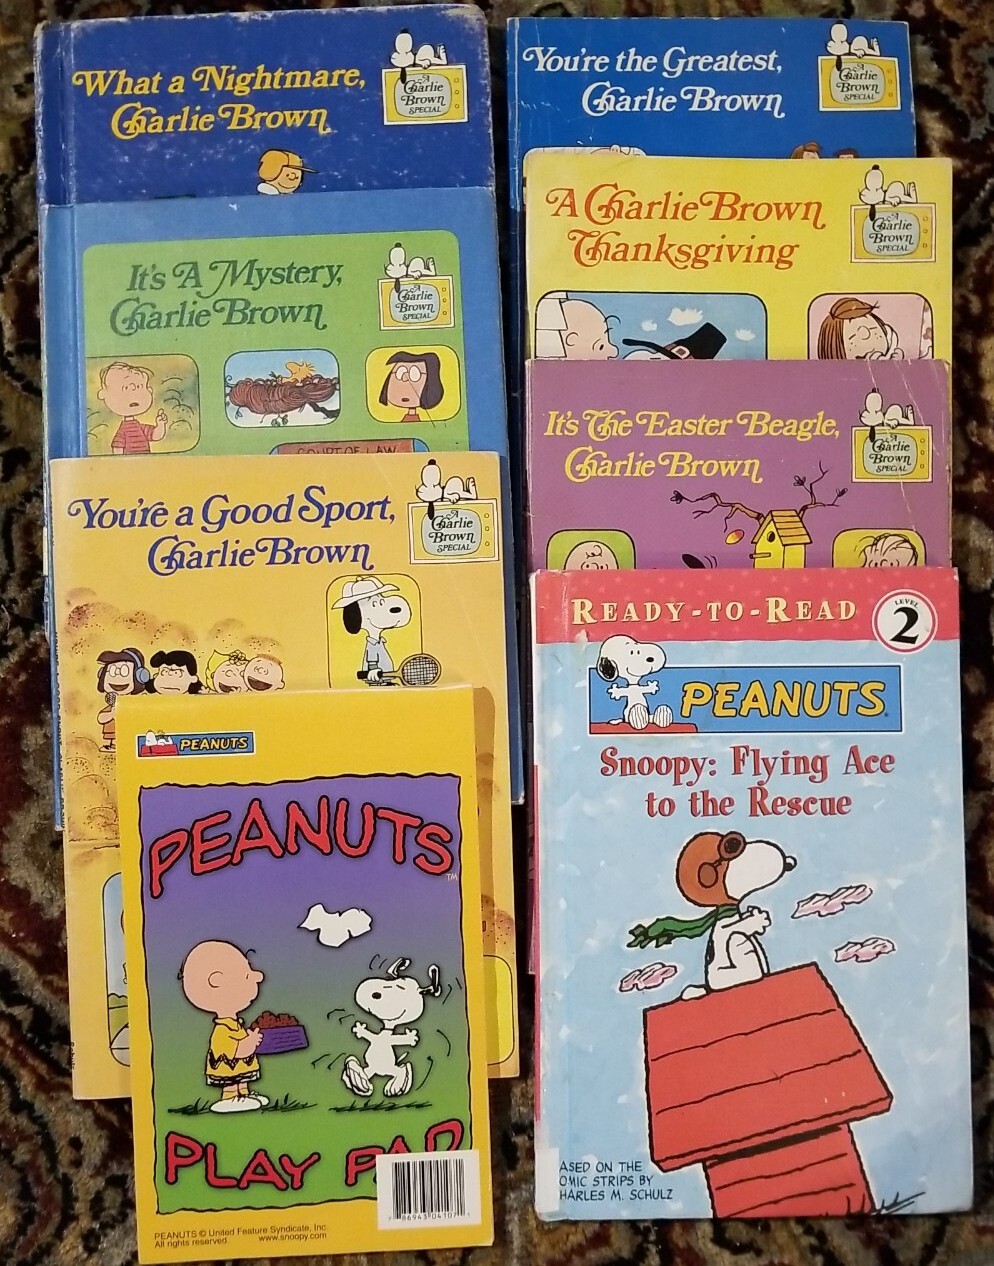 What a Nightmare,
Charlie Brown
A
Charlie
Brown
SPECIAL
It's A Mystery,
Charlie Brown
A
Charlie
Brown
SPECIAL
COURT OF LAW
You're a Good Sport,
Charlie Brown
A
Charlie
Brown
SPECIAL
PEANUTS
PEANUTS
TM
PLAY PAD
PEANUTS © United Feature Syndicate, Inc.
All rights reserved. www.snoopy.com
You're the Greatest,
Charlie Brown
A
Charlie
Brown
SPECIAL
A Charlie Brown
Thanksgiving
A
Charlie
Brown
SPECIAL
It's The Easter Beagle,
Charlie Brown
A
Charlie
Brown
SPECIAL
READY-TO-READ
LEVEL
2
PEANUTS
Snoopy: Flying Ace
to the Rescue
ASED ON THE
OMIC STRIPS BY
HARLES M. SCHULZ